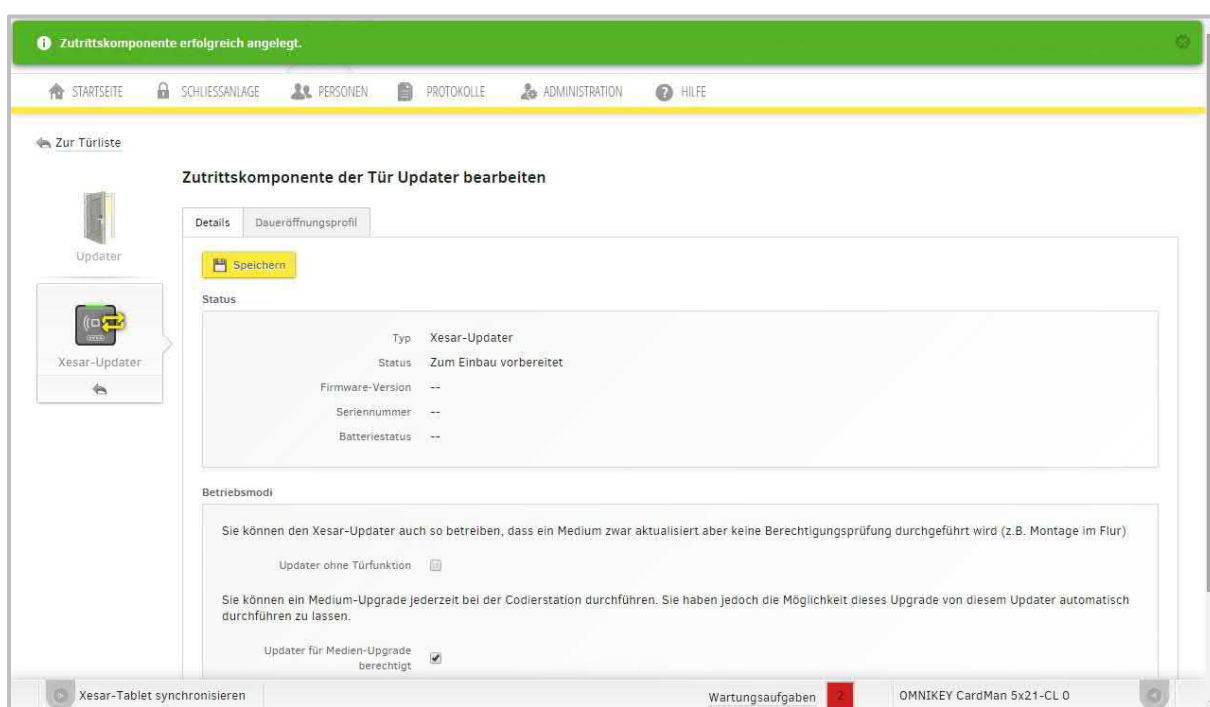 Zutrittskomponente erfolgreich angelegt.
STARTSEITE SCHLIESSANLAGE PERSONEN PROTOKOLLE ADMINISTRATION HILFE
Zur Türliste
Zutrittskomponente der Tür Updater bearbeiten
Updater
Xesar-Updater
Details Daueröffnungsprofil
Speichern
Status
Typ Xesar-Updater
Status Zum Einbau vorbereitet
Firmware-Version --
Seriennummer --
Batteriestatus --
Betriebsmodi
Sie können den Xesar-Updater auch so betreiben, dass ein Medium zwar aktualisiert aber keine Berechtigungsprüfung durchgeführt wird (z.B. Montage im Flur)
Updater ohne Türfunktion
Sie können ein Medium-Upgrade jederzeit bei der Codierstation durchführen. Sie haben jedoch die Möglichkeit dieses Upgrade von diesem Updater automatisch
durchführen zu lassen.
Updater für Medien-Upgrade
berechtigt
Xesar-Tablet synchronisieren Wartungsaufgaben 2 OMNIKEY CardMan 5x21-CL 0